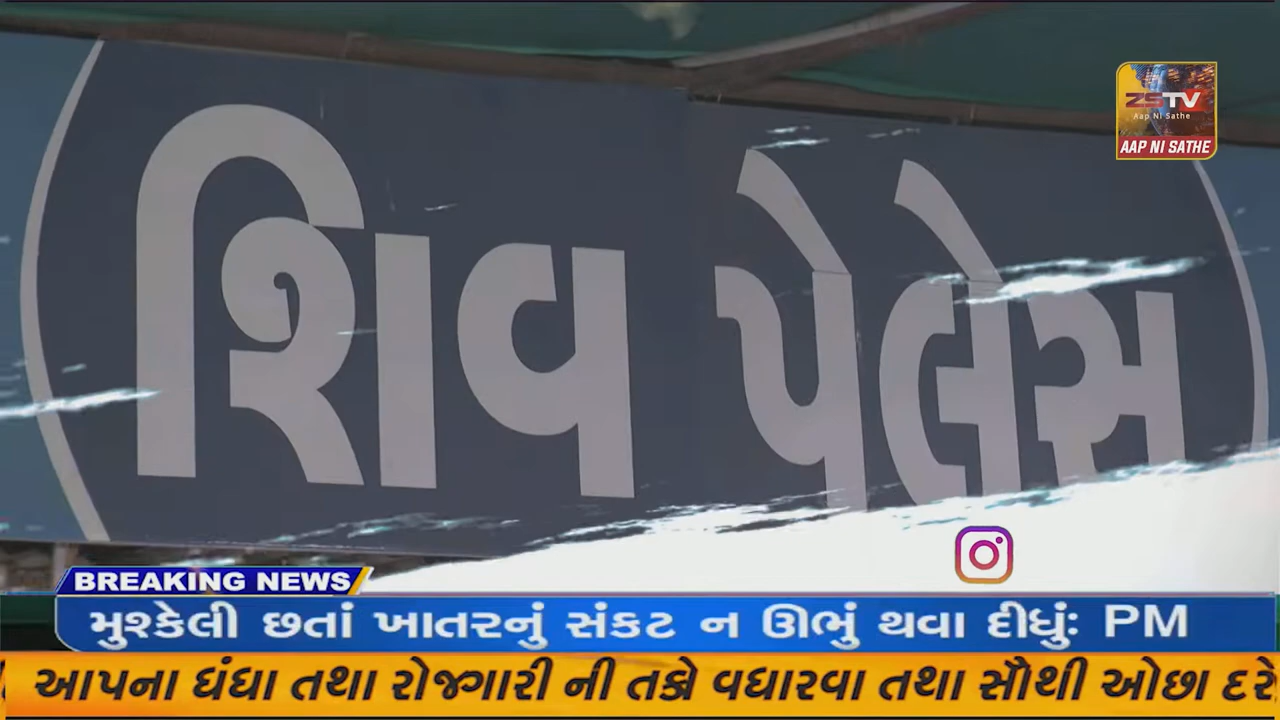 ZSTV
Aap Ni Sathe
AAP NI SATHE
શિવ પેલેસ
BREAKING NEWS
મુશ્કેલી છતાં ખાતરનું સંકટ ન ઊભું થવા દીધુંઃ PM
આપના ધંધા તથા રોજગારી ની તકો વધારવા તથા સૌથી ઓછા દરે